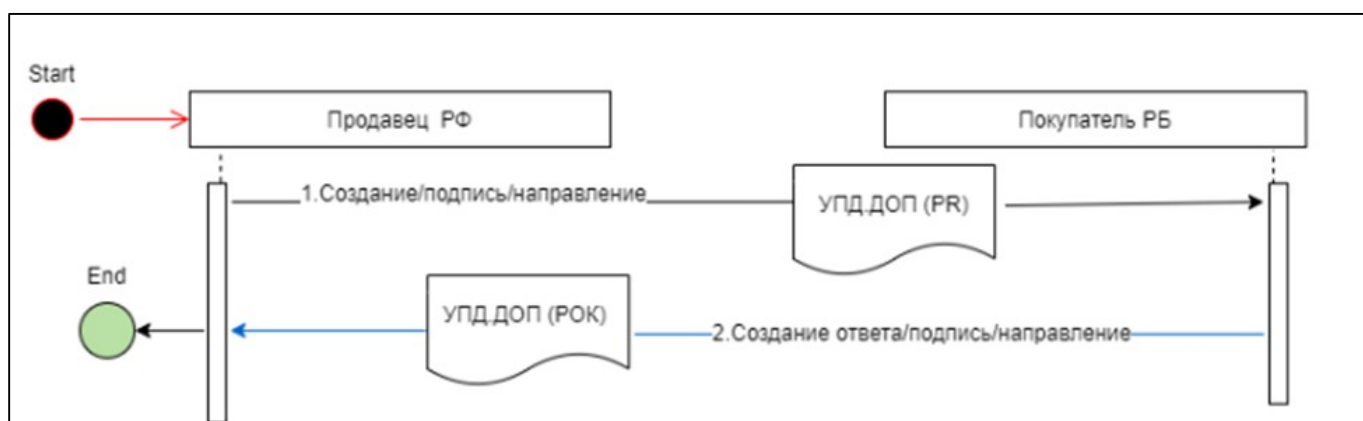 Start
Продавец РФ
Покупатель РБ
1.Создание/подпись/направление
УПД.ДОП (PR)
End
УПД.ДОП (РОК)
2.Создание ответа/подпись/направление